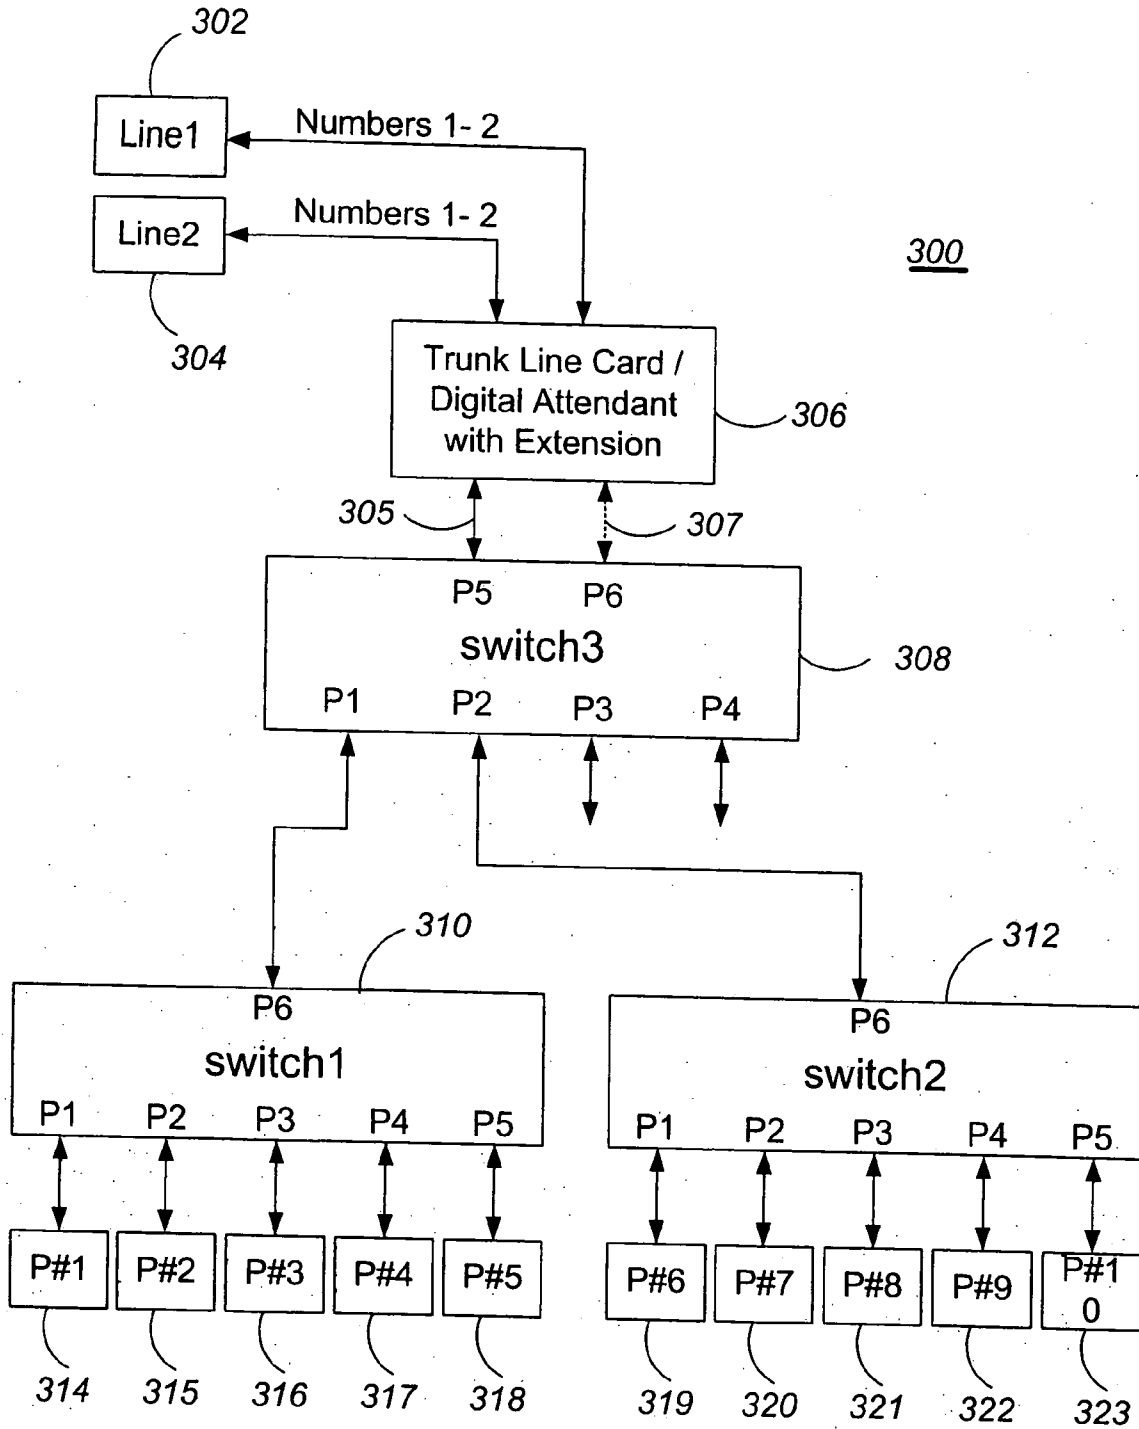 302
Line1
Numbers 1- 2
Line2
Numbers 1- 2
300
304
Trunk Line Card /
Digital Attendant
with Extension
306
305
307
P5 P6
switch3
308
P1 P2 P3 P4
310
312
P6
switch1
P1 P2 P3 P4 P5
P6
switch2
P1 P2 P3 P4 P5
P#1 P#2 P#3 P#4 P#5
P#6 P#7 P#8 P#9 P#1
0
314 315 316 317 318
319 320 321 322 323